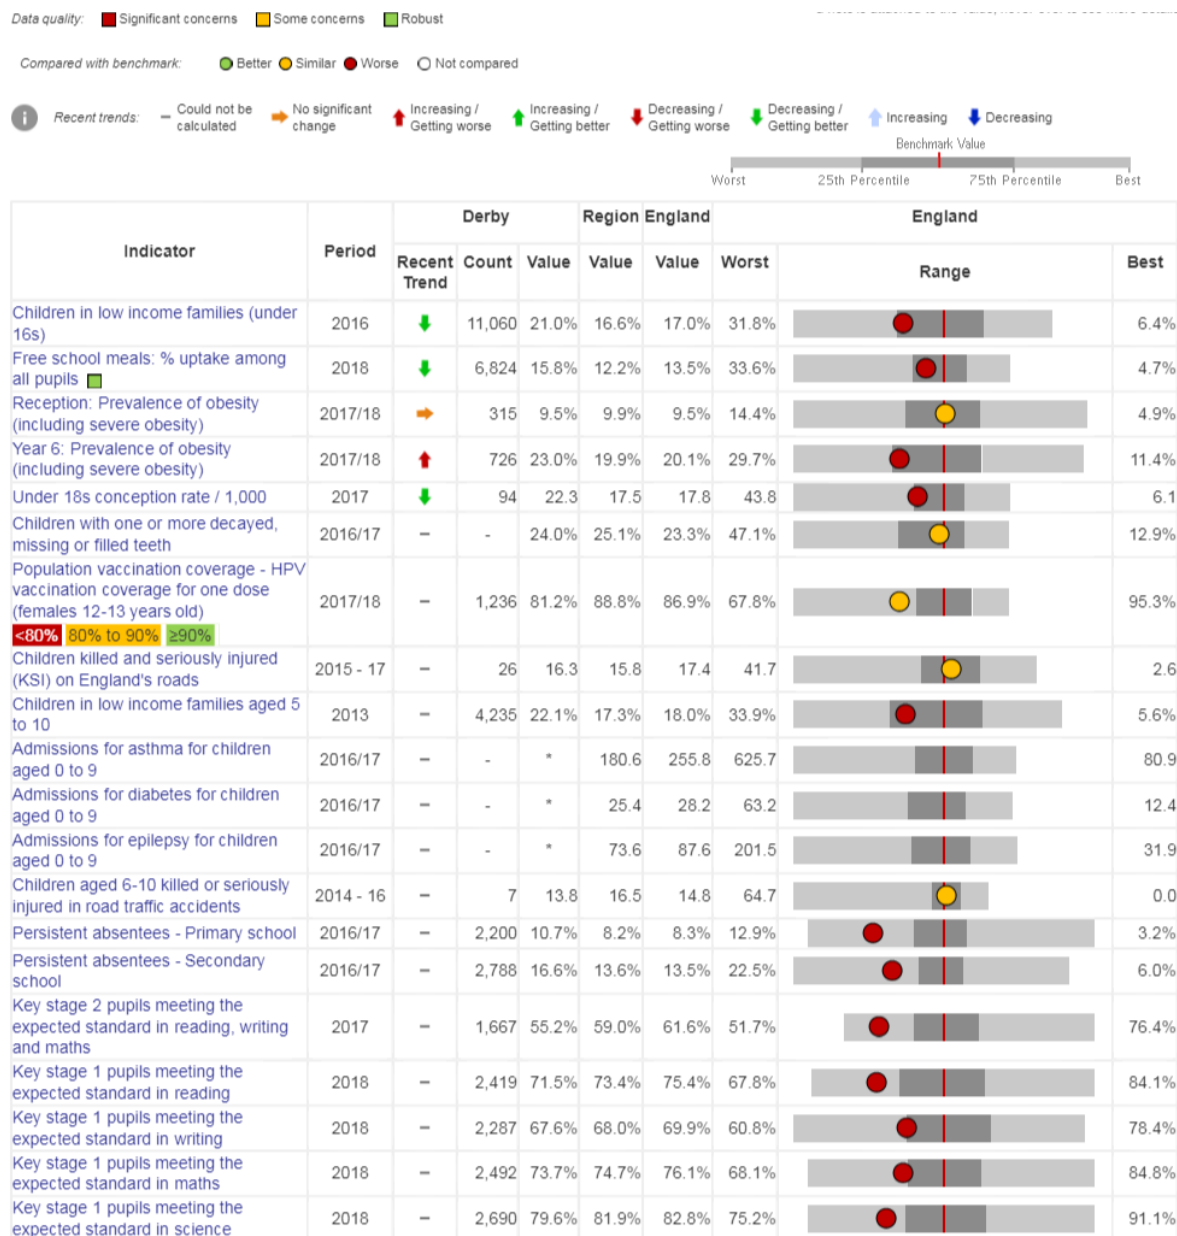 Data quality: Significant concerns Some concerns Robust
Compared with benchmark: Better Similar Worse Not compared
i Recent trends: – Could not be calculated No significant change Increasing / Getting worse Increasing / Getting better Decreasing / Getting worse Decreasing / Getting better Increasing Decreasing
Benchmark Value
Worst 25th Percentile 75th Percentile Best
Derby Region England England
Indicator Period Recent Trend Count Value Value Value Worst Range Best
Children in low income families (under
16s) 2016 11,060 21.0% 16.6% 17.0% 31.8% 6.4%
Free school meals: % uptake among
all pupils 2018 6,824 15.8% 12.2% 13.5% 33.6% 4.7%
Reception: Prevalence of obesity
(including severe obesity) 2017/18 315 9.5% 9.9% 9.5% 14.4% 4.9%
Year 6: Prevalence of obesity
(including severe obesity) 2017/18 726 23.0% 19.9% 20.1% 29.7% 11.4%
Under 18s conception rate / 1,000 2017 94 22.3 17.5 17.8 43.8 6.1
Children with one or more decayed,
missing or filled teeth 2016/17 – - 24.0% 25.1% 23.3% 47.1% 12.9%
Population vaccination coverage - HPV
vaccination coverage for one dose
(females 12-13 years old) 2017/18 – 1,236 81.2% 88.8% 86.9% 67.8% 95.3%
<80% 80% to 90% ≥90%
Children killed and seriously injured
(KSI) on England's roads 2015 - 17 – 26 16.3 15.8 17.4 41.7 2.6
Children in low income families aged 5
to 10 2013 – 4,235 22.1% 17.3% 18.0% 33.9% 5.6%
Admissions for asthma for children
aged 0 to 9 2016/17 – - * 180.6 255.8 625.7 80.9
Admissions for diabetes for children
aged 0 to 9 2016/17 – - * 25.4 28.2 63.2 12.4
Admissions for epilepsy for children
aged 0 to 9 2016/17 – - * 73.6 87.6 201.5 31.9
Children aged 6-10 killed or seriously
injured in road traffic accidents 2014 - 16 – 7 13.8 16.5 14.8 64.7 0.0
Persistent absentees - Primary school 2016/17 – 2,200 10.7% 8.2% 8.3% 12.9% 3.2%
Persistent absentees - Secondary
school 2016/17 – 2,788 16.6% 13.6% 13.5% 22.5% 6.0%
Key stage 2 pupils meeting the
expected standard in reading, writing
and maths 2017 – 1,667 55.2% 59.0% 61.6% 51.7% 76.4%
Key stage 1 pupils meeting the
expected standard in reading 2018 – 2,419 71.5% 73.4% 75.4% 67.8% 84.1%
Key stage 1 pupils meeting the
expected standard in writing 2018 – 2,287 67.6% 68.0% 69.9% 60.8% 78.4%
Key stage 1 pupils meeting the
expected standard in maths 2018 – 2,492 73.7% 74.7% 76.1% 68.1% 84.8%
Key stage 1 pupils meeting the
expected standard in science 2018 – 2,690 79.6% 81.9% 82.8% 75.2% 91.1%